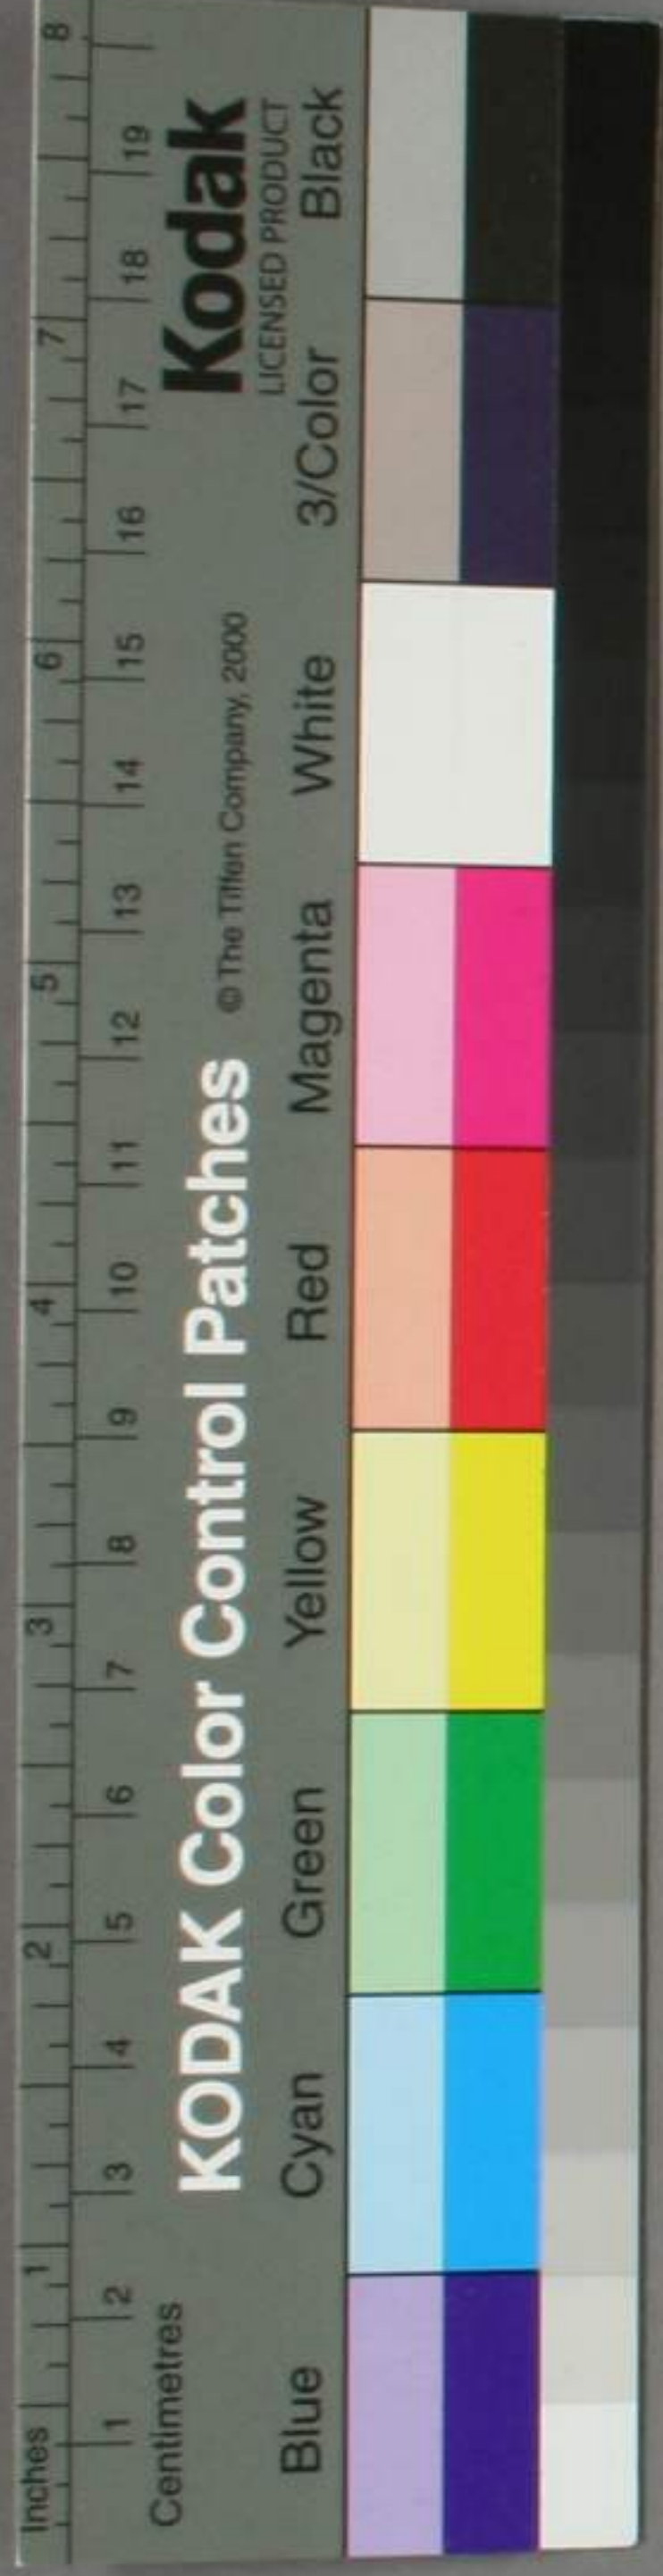 Inches 1 2 3 4 5 6 7 8
1 2 3 4 5 6 7 8 9 10 11 12 13 14 15 16 17 18 19
Centimetres
KODAK Color Control Patches © The Tiffen Company, 2000 Kodak
LICENSED PRODUCT
Blue Cyan Green Yellow Red Magenta White 3/Color Black